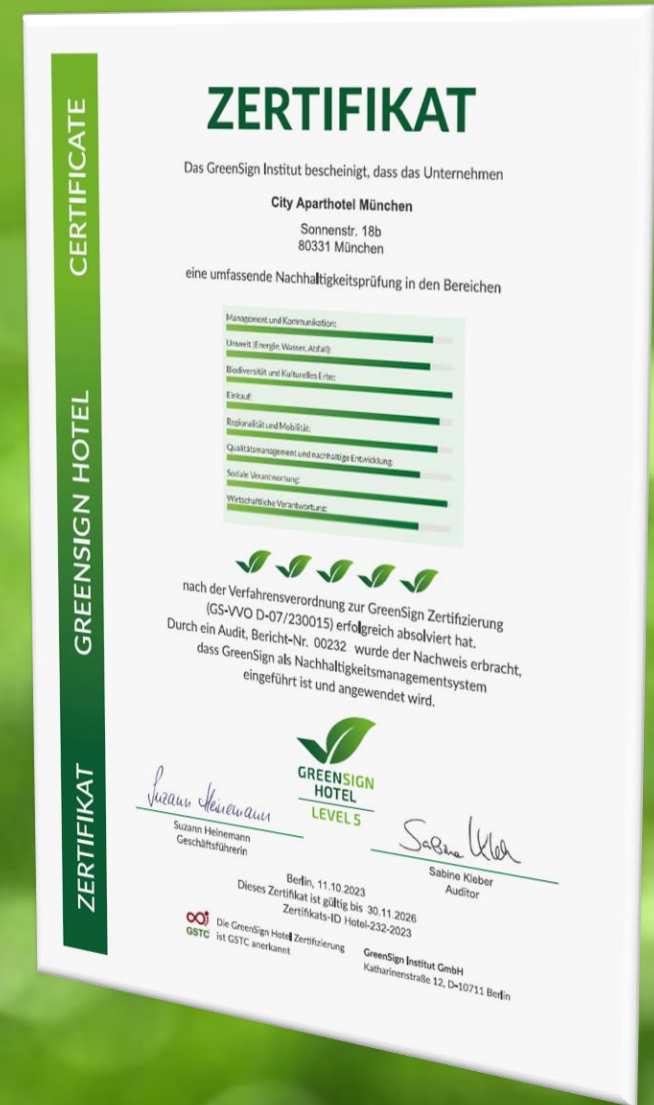 CERTIFICATE
GREENSIGN HOTEL
ZERTIFIKAT
ZERTIFIKAT
Das GreenSign Institut bescheinigt, dass das Unternehmen
City Aparthotel München
Sonnenstr. 18b
80331 München
eine umfassende Nachhaltigkeitsprüfung in den Bereichen
Management und Kommunikation:
Umwelt (Energie, Wasser, Abfall):
Biodiversität und Kulturelles Erbe:
Einkauf:
Regionalität und Mobilität:
Qualitätsmanagement und nachhaltige Entwicklung:
Soziale Verantwortung:
Wirtschaftliche Verantwortung:
nach der Verfahrensverordnung zur GreenSign Zertifizierung
(GS-VVO D-07/230015) erfolgreich absolviert hat.
Durch ein Audit, Bericht-Nr. 00232 wurde der Nachweis erbracht,
dass GreenSign als Nachhaltigkeitsmanagementsystem
eingeführt ist und angewendet wird.
GREENSIGN
HOTEL
LEVEL 5
Suzann Heinemann
Suzann Heinemann
Geschäftsführerin
Sabine Kleber
Auditor
Berlin, 11.10.2023
Dieses Zertifikat ist gültig bis 30.11.2026
Zertifikats-ID Hotel-232-2023
GSTC
Die GreenSign Hotel Zertifizierung
ist GSTC anerkannt
GreenSign Institut GmbH
Katharinenstraße 12, D-10711 Berlin